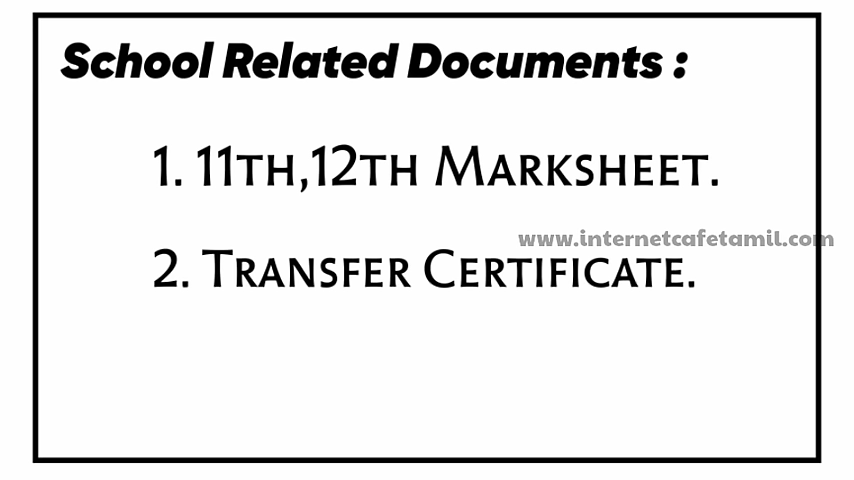 School Related Documents :
1. 11th,12th Marksheet.
www.internetcafetamil.com
2. Transfer Certificate.